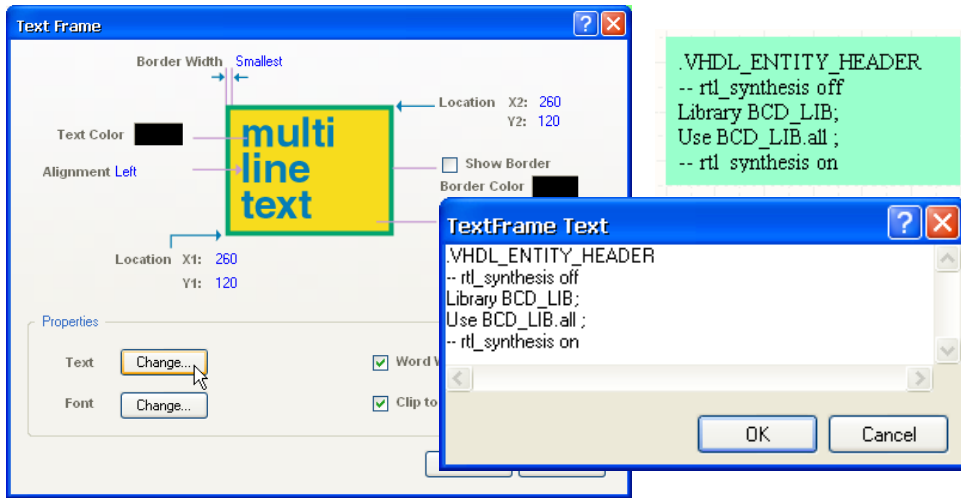 Text Frame
Border Width Smallest
Location X2: 260
Y2: 120
Text Color
multi
line
text
Alignment Left
Show Border
Border Color
Location X1: 260
Y1: 120
Properties
Text Change...
Word
Font Change...
Clip to
.VHDL_ENTITY_HEADER
-- rtl_synthesis off
Library BCD_LIB;
Use BCD_LIB.all ;
-- rtl synthesis on
TextFrame Text
.VHDL_ENTITY_HEADER
-- rtl_synthesis off
Library BCD_LIB;
Use BCD_LIB.all ;
-- rtl_synthesis on
OK Cancel